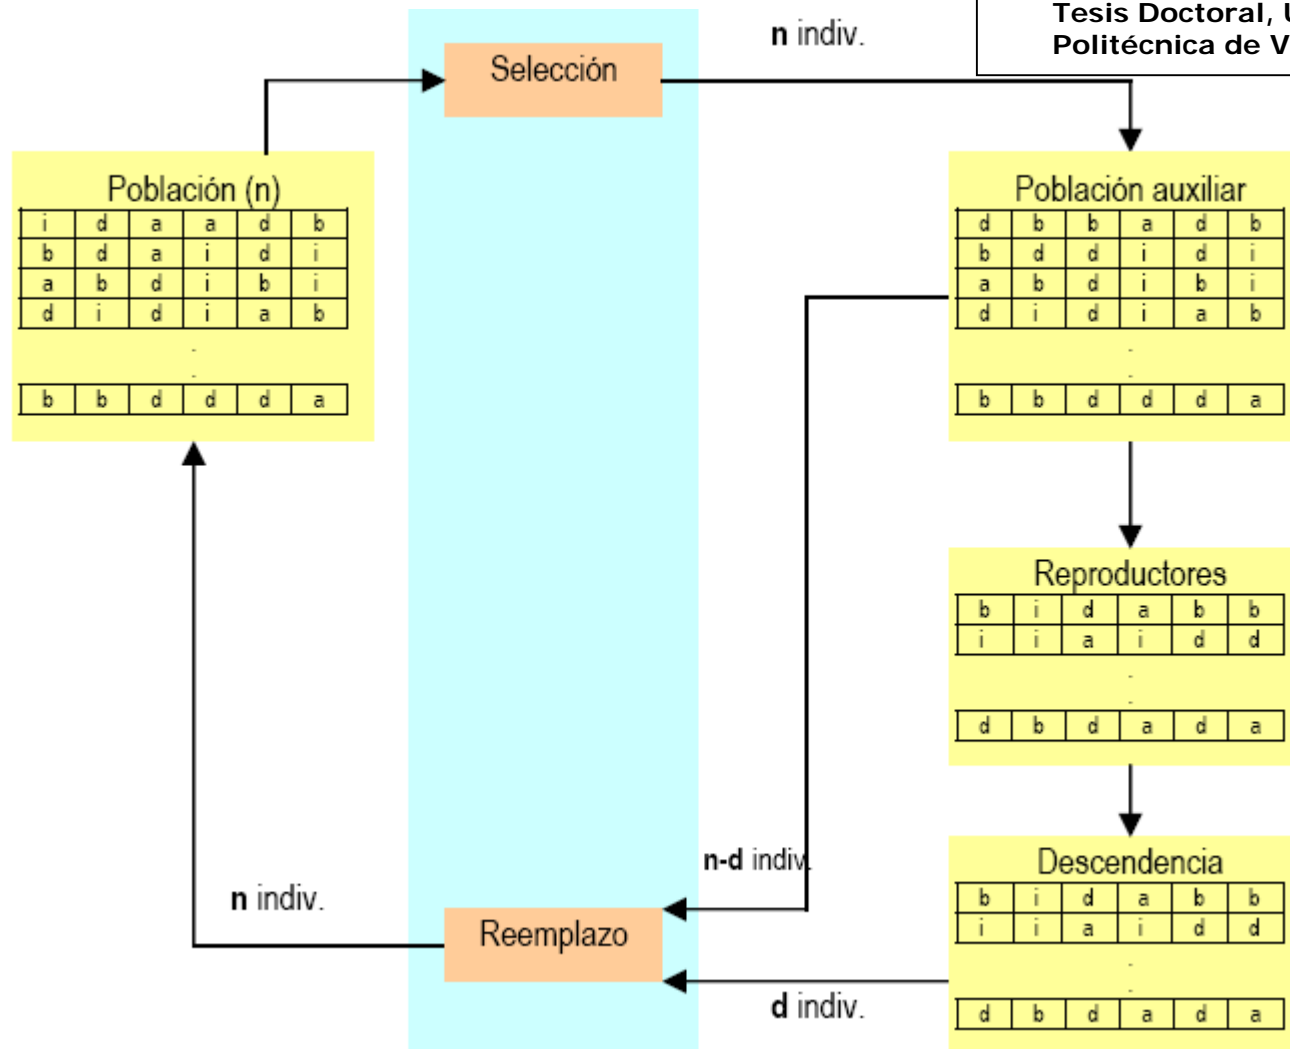 Tesis Doctoral, U
Politécnica de V
n indiv.
Selección
Población (n)
i d a a d b
b d a i d i
a b d i b i
d i d i a b
.
.
b b d d d a
Población auxiliar
d b b a d b
b d d i d i
a b d i b i
d i d i a b
.
.
b b d d d a
Reproductores
b i d a b b
i i a i d d
.
.
d b d a d a
n-d indiv.
Descendencia
b i d a b b
i i a i d d
.
.
d b d a d a
n indiv.
Reemplazo
d indiv.